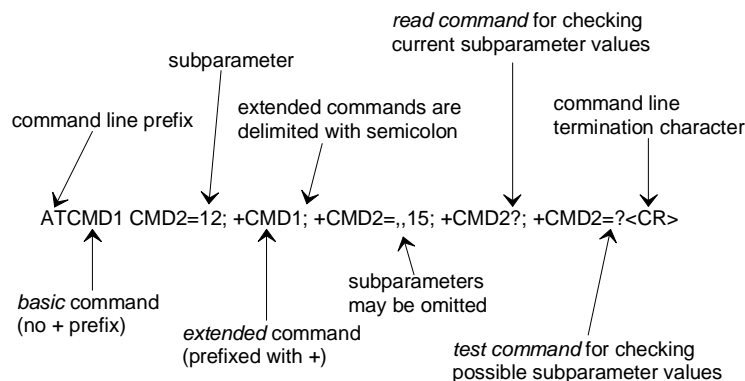 read command for checking
current subparameter values
subparameter
extended commands are
delimited with semicolon
command line
termination character
command line prefix
ATCMD1 CMD2=12; +CMD1; +CMD2=,,15; +CMD2?; +CMD2=?<CR>
basic command
(no + prefix)
extended command
(prefixed with +)
subparameters
may be omitted
test command for checking
possible subparameter values